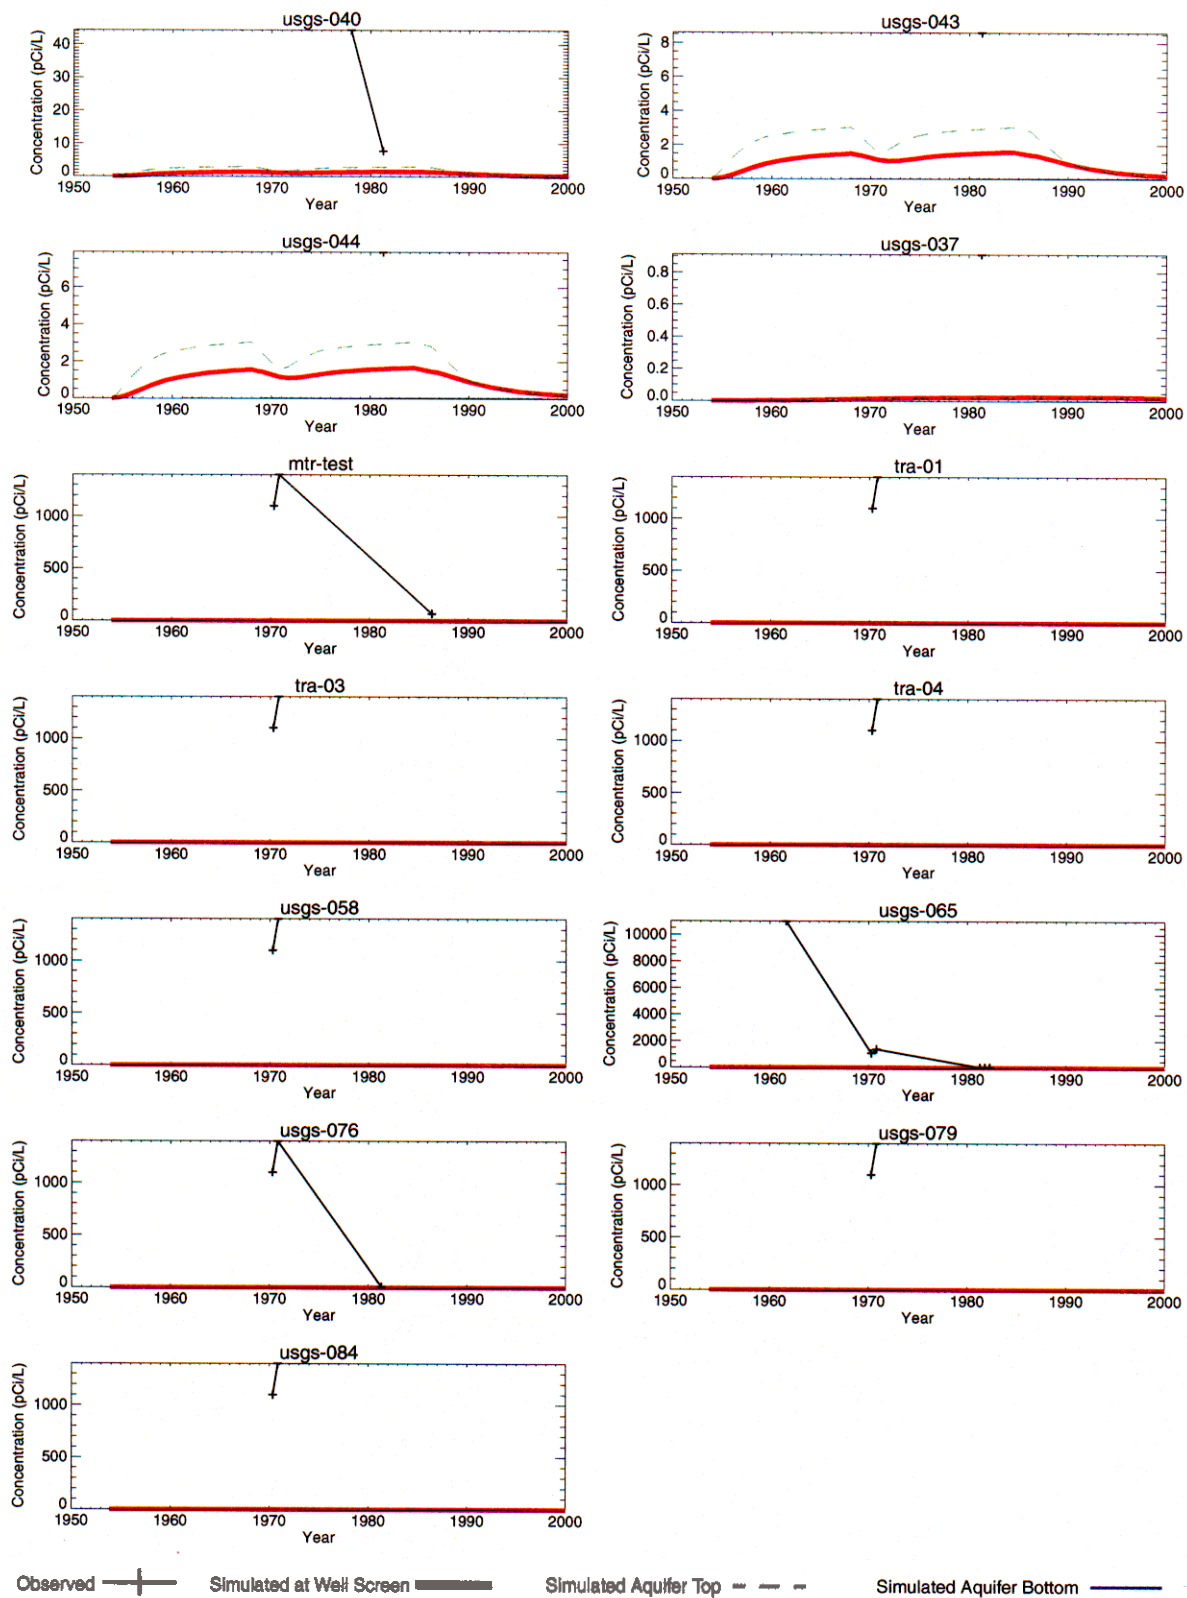 usgs-040
Concentration (pCi/L)
40
30
20
10
0
1950 1960 1970 1980 1990 2000
Year
usgs-043
Concentration (pCi/L)
8
6
4
2
0
1950 1960 1970 1980 1990 2000
Year
usgs-044
Concentration (pCi/L)
6
4
2
0
1950 1960 1970 1980 1990 2000
Year
usgs-037
Concentration (pCi/L)
0.8
0.6
0.4
0.2
0.0
1950 1960 1970 1980 1990 2000
Year
mtr-test
Concentration (pCi/L)
1000
500
0
1950 1960 1970 1980 1990 2000
Year
tra-01
Concentration (pCi/L)
1000
500
0
1950 1960 1970 1980 1990 2000
Year
tra-03
Concentration (pCi/L)
1000
500
0
1950 1960 1970 1980 1990 2000
Year
tra-04
Concentration (pCi/L)
1000
500
0
1950 1960 1970 1980 1990 2000
Year
usgs-058
Concentration (pCi/L)
1000
500
0
1950 1960 1970 1980 1990 2000
Year
usgs-065
Concentration (pCi/L)
10000
8000
6000
4000
2000
0
1950 1960 1970 1980 1990 2000
Year
usgs-076
Concentration (pCi/L)
1000
500
0
1950 1960 1970 1980 1990 2000
Year
usgs-079
Concentration (pCi/L)
1000
500
0
1950 1960 1970 1980 1990 2000
Year
usgs-084
Concentration (pCi/L)
1000
500
0
1950 1960 1970 1980 1990 2000
Year
Observed
Simulated at Well Screen
Simulated Aquifer Top
Simulated Aquifer Bottom